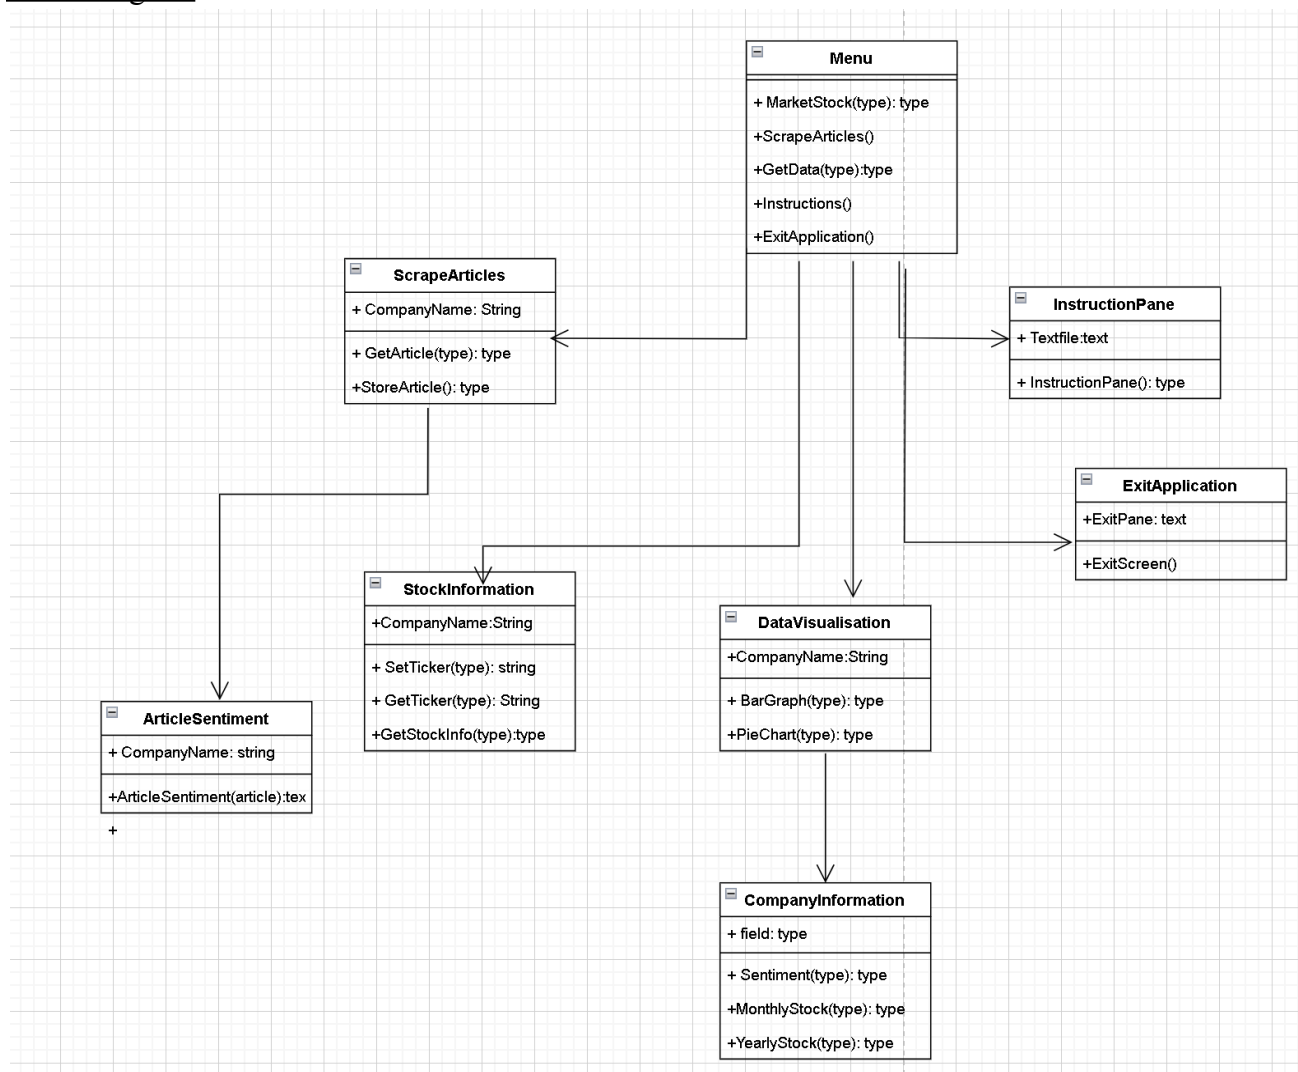 Menu
+ MarketStock(type): type
+ScrapeArticles()
+GetData(type):type
+Instructions()
+ExitApplication()
ScrapeArticles
+ CompanyName: String
+ GetArticle(type): type
+StoreArticle(): type
InstructionPane
+ Textfile:text
+ InstructionPane(): type
ExitApplication
+ExitPane: text
+ExitScreen()
StockInformation
+CompanyName:String
+ SetTicker(type): string
+ GetTicker(type): String
+GetStockInfo(type):type
DataVisualisation
+CompanyName:String
+ BarGraph(type): type
+PieChart(type): type
ArticleSentiment
+ CompanyName: string
+ArticleSentiment(article):tex
+
CompanyInformation
+ field: type
+ Sentiment(type): type
+MonthlyStock(type): type
+YearlyStock(type): type